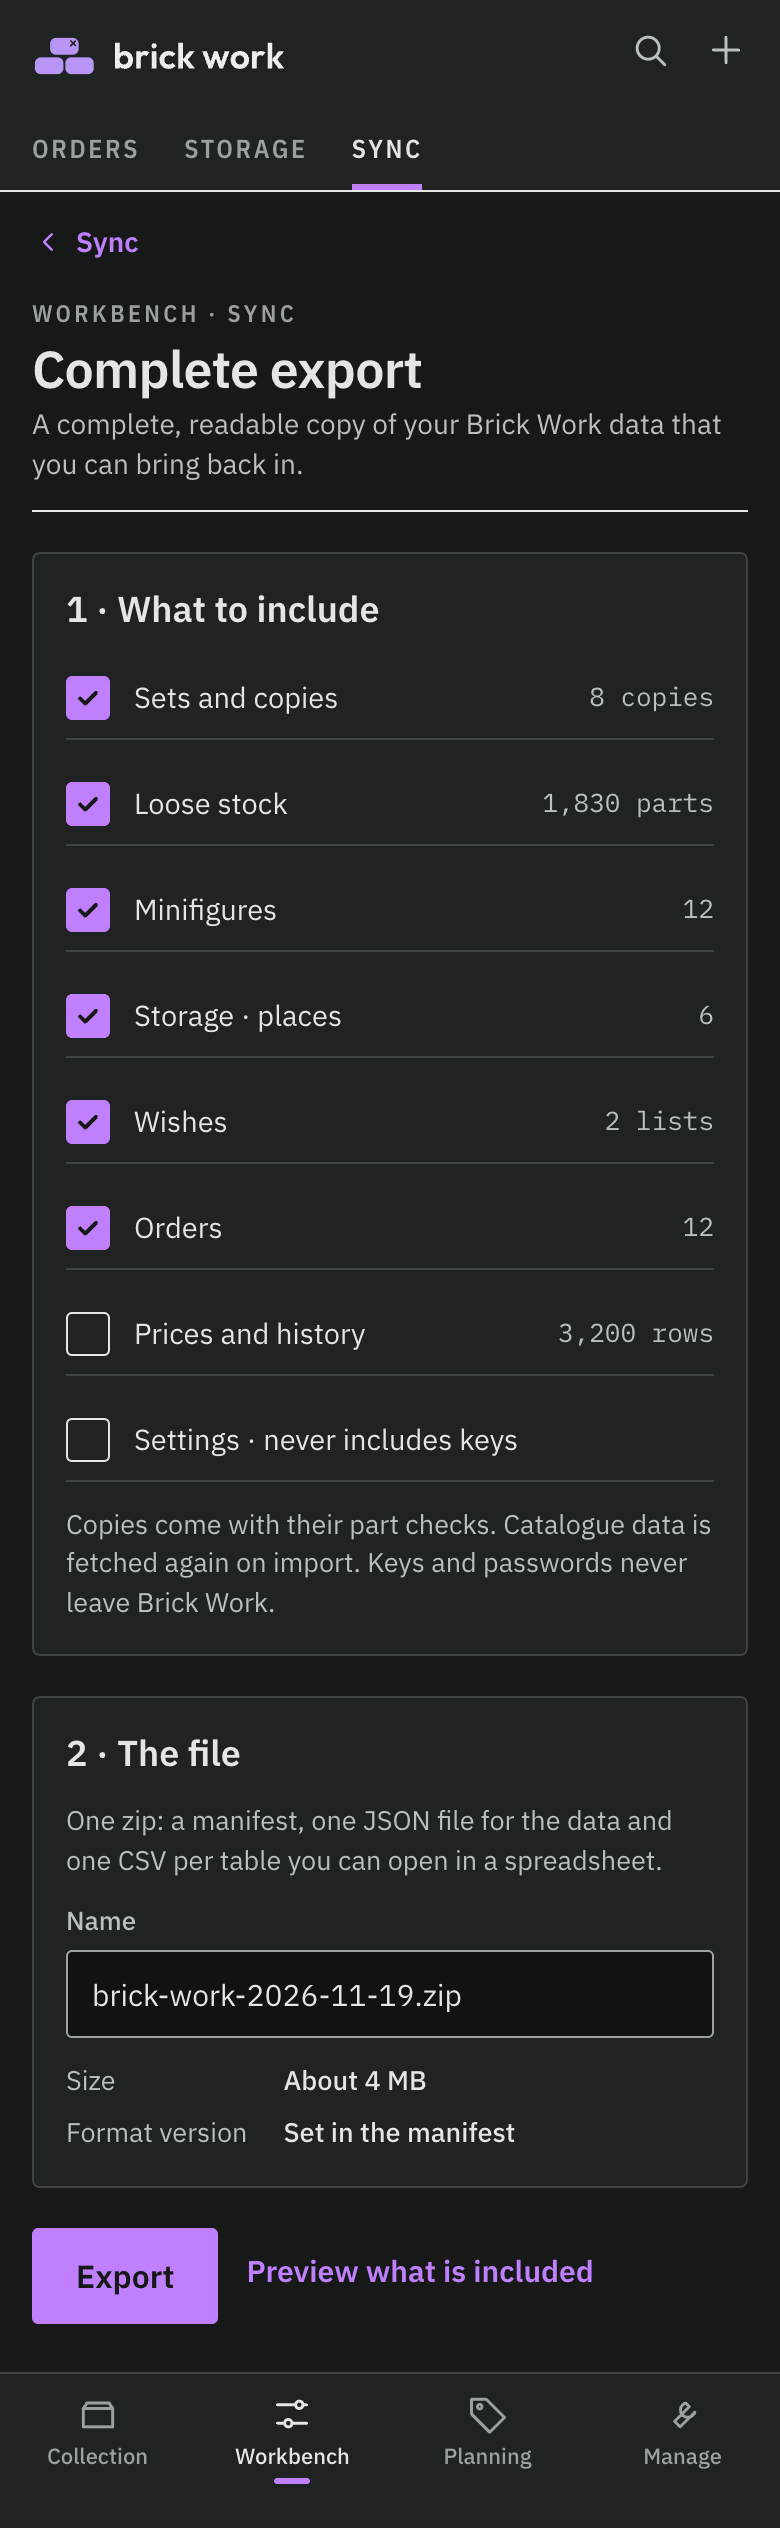 brick work
ORDERS STORAGE SYNC
Sync
WORKBENCH · SYNC
Complete export
A complete, readable copy of your Brick Work data that
you can bring back in.
1 · What to include
Sets and copies 8 copies
Loose stock 1,830 parts
Minifigures 12
Storage · places 6
Wishes 2 lists
Orders 12
Prices and history 3,200 rows
Settings · never includes keys
Copies come with their part checks. Catalogue data is
fetched again on import. Keys and passwords never
leave Brick Work.
2 · The file
One zip: a manifest, one JSON file for the data and
one CSV per table you can open in a spreadsheet.
Name
brick-work-2026-11-19.zip
Size About 4 MB
Format version Set in the manifest
Export Preview what is included
Collection Workbench Planning Manage